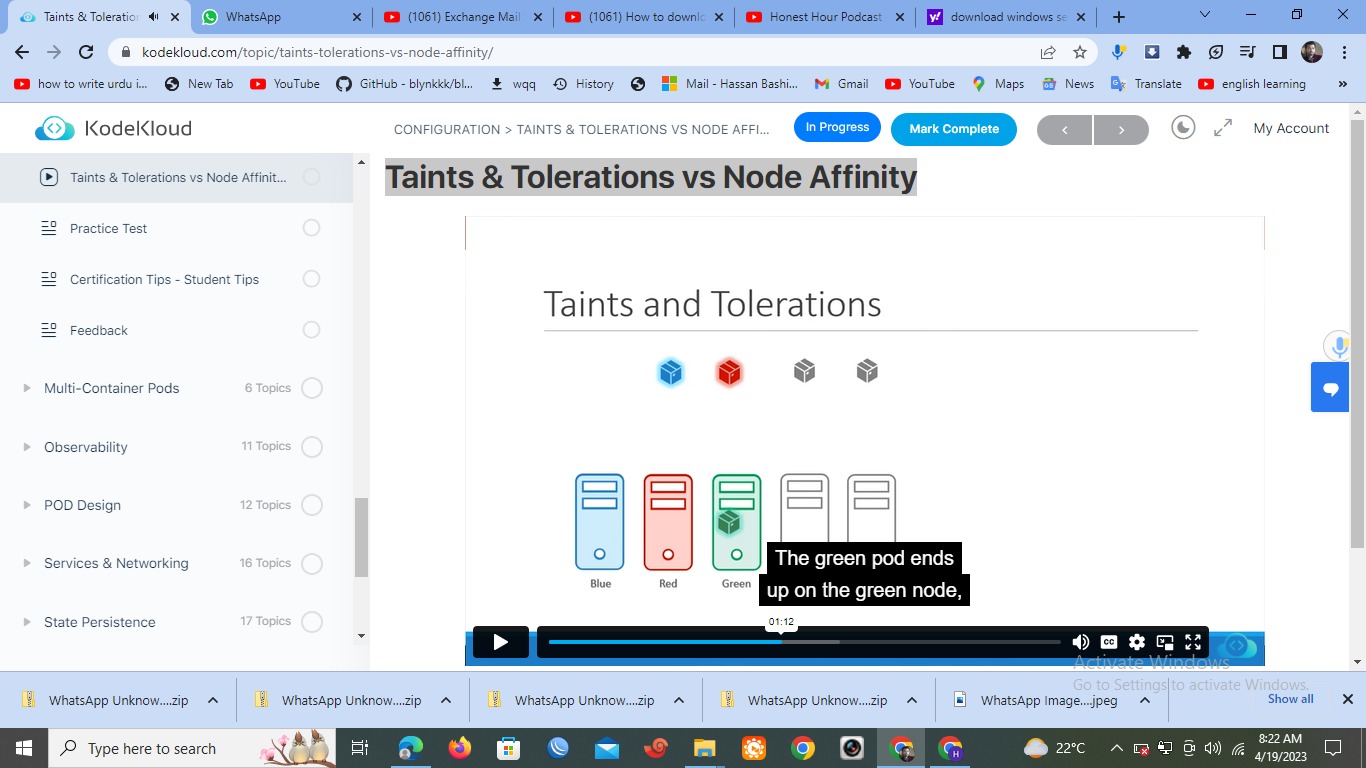 Taints & Toleration
WhatsApp
(1061) Exchange Mail
(1061) How to downlo
Honest Hour Podcast
download windows se
kodekloud.com/topic/taints-tolerations-vs-node-affinity/
how to write urdu i...
New Tab
YouTube
GitHub - blynkkk/bl...
wqq
History
Mail - Hassan Bashi...
Gmail
YouTube
Maps
News
Translate
english learning
»
KodeKloud
CONFIGURATION > TAINTS & TOLERATIONS VS NODE AFFI...
In Progress
Mark Complete
My Account
Taints & Tolerations vs Node Affinit...
Practice Test
Certification Tips - Student Tips
Feedback
Multi-Container Pods 6 Topics
Observability 11 Topics
POD Design 12 Topics
Services & Networking 16 Topics
State Persistence 17 Topics
Taints & Tolerations vs Node Affinity
Taints and Tolerations
Blue
Red
Green
The green pod ends
up on the green node,
01:12
CC
Activate Windows
Go to Settings to activate Windows.
WhatsApp Unknow....zip
WhatsApp Unknow....zip
WhatsApp Unknow....zip
WhatsApp Unknow....zip
WhatsApp Image....jpeg
Show all
Type here to search
H
22°C
8:22 AM
4/19/2023